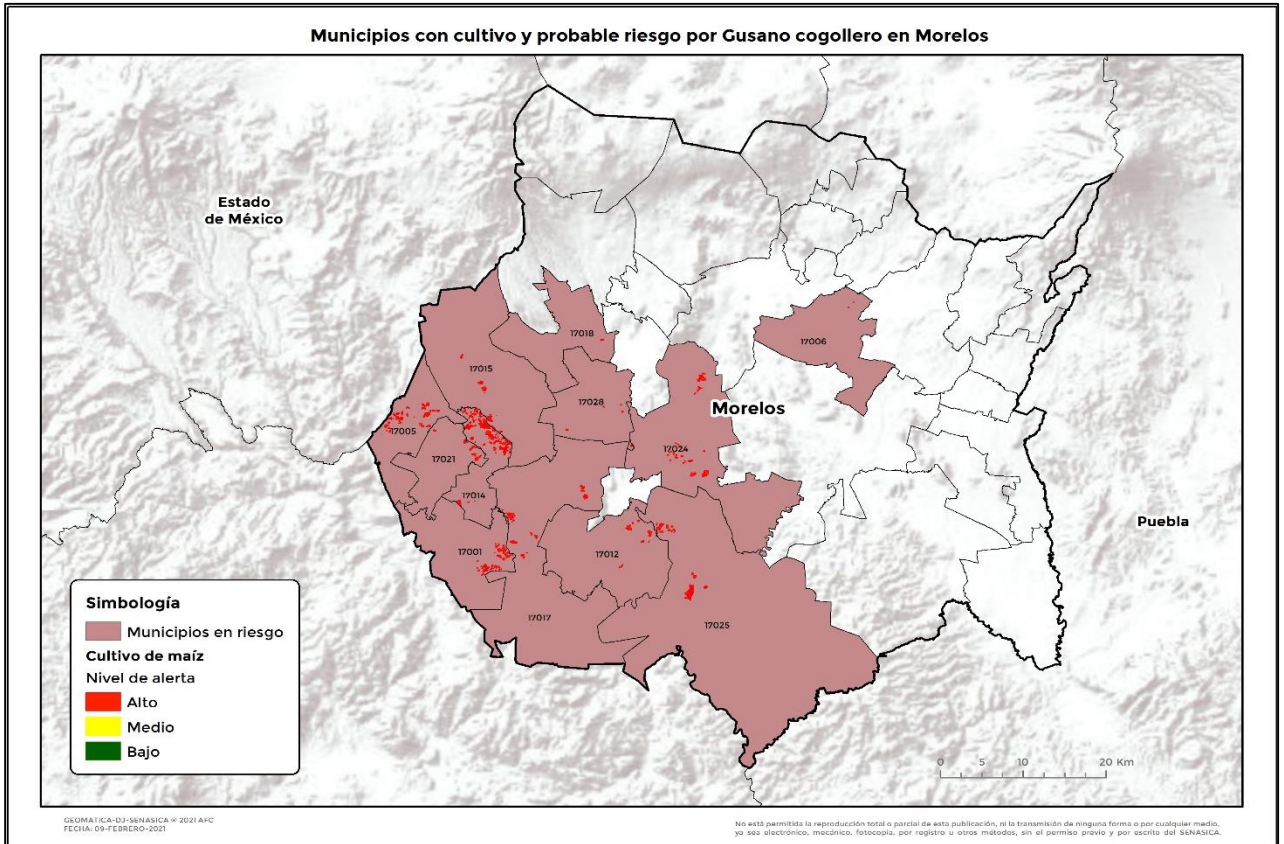 Municipios con cultivo y probable riesgo por Gusano cogollero en Morelos
Estado
de México
17018
17006
17015
17028
Morelos
17005
17024
17021
17014
Puebla
17001
17012
17017
17025
Simbología
Municipios en riesgo
Cultivo de maíz
Nivel de alerta
Alto
Medio
Bajo
0 5 10 20 Km
GEOMATICA-DJ-SENASICA © 2021 AFC
FECHA: 09-FEBRERO-2021
No está permitida la reproducción total o parcial de esta publicación, ni la transmisión de ninguna forma o por cualquier medio,
ya sea electrónico, mecánico, fotocopia, por registro u otros métodos, sin el permiso previo y por escrito del SENASICA.